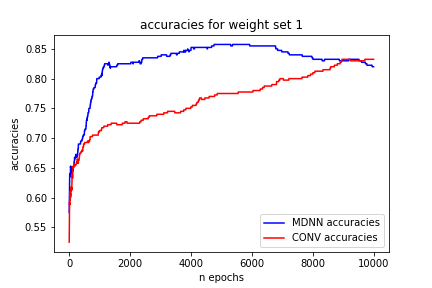 accuracies for weight set 1
accuracies
0.85
0.80
0.75
0.70
0.65
0.60
0.55
MDNN accuracies
CONV accuracies
0 2000 4000 6000 8000 10000
n epochs